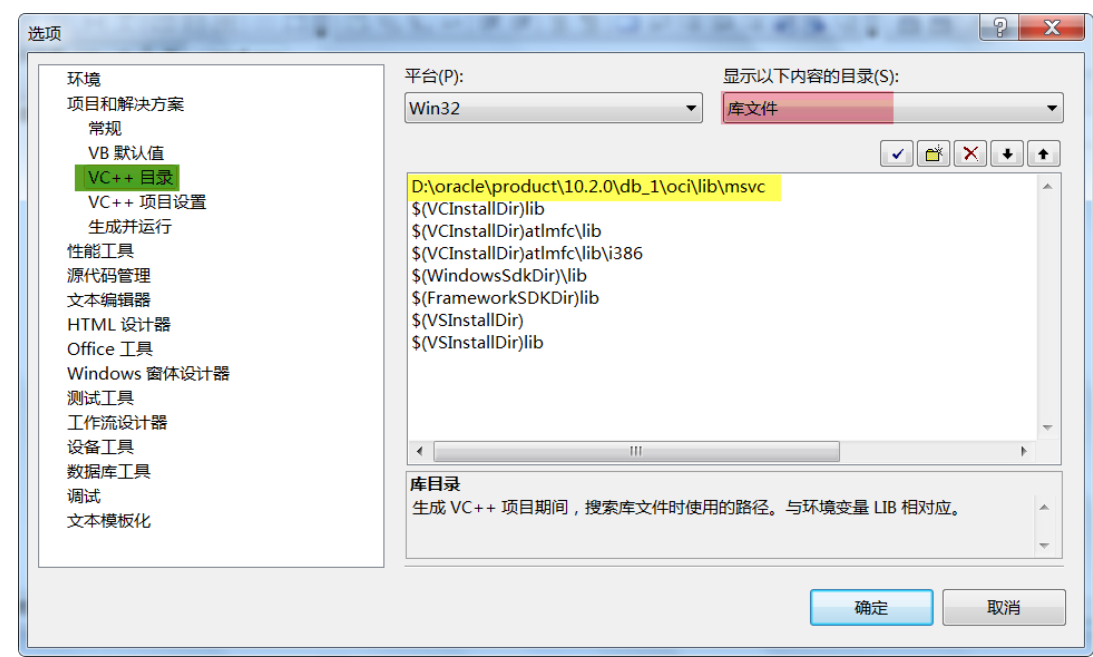 选项
环境
项目和解决方案
常规
VB 默认值
VC++ 目录
VC++ 项目设置
生成并运行
性能工具
源代码管理
文本编辑器
HTML 设计器
Office 工具
Windows 窗体设计器
测试工具
工作流设计器
设备工具
数据库工具
调试
文本模板化
平台(P):
Win32
显示以下内容的目录(S):
库文件
D:\oracle\product\10.2.0\db_1\oci\lib\msvc
$(VCInstallDir)lib
$(VCInstallDir)atlmfc\lib
$(VCInstallDir)atlmfc\lib\i386
$(WindowsSdkDir)\lib
$(FrameworkSDKDir)lib
$(VSInstallDir)
$(VSInstallDir)lib
库目录
生成 VC++ 项目期间，搜索库文件时使用的路径。与环境变量 LIB 相对应。
确定
取消